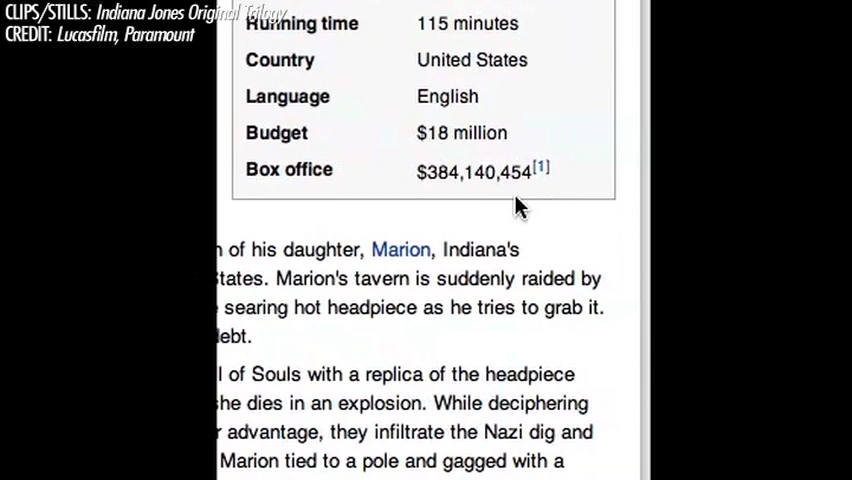 CLIPS/STILLS: Indiana Jones Original Trilogy
CREDIT: Lucasfilm, Paramount
Running time 115 minutes
Country United States
Language English
Budget $18 million
Box office $384,140,454[1]
of his daughter, Marion, Indiana's
States. Marion's tavern is suddenly raided by
searing hot headpiece as he tries to grab it.
debt.
of Souls with a replica of the headpiece
she dies in an explosion. While deciphering
advantage, they infiltrate the Nazi dig and
Marion tied to a pole and gagged with a